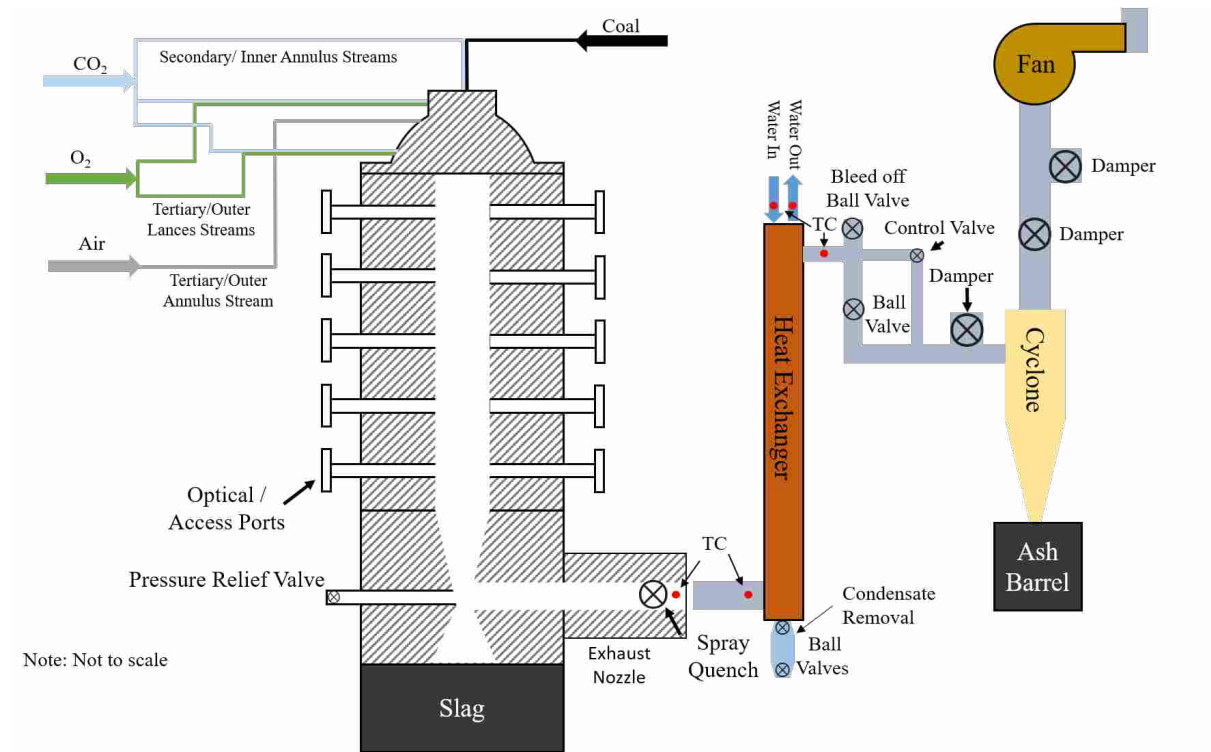 Coal
CO2
Secondary/ Inner Annulus Streams
Fan
O2
Water In
Water Out
Damper
Bleed off
Ball Valve
Tertiary/Outer
Lances Streams
TC
Control Valve
Damper
Air
Tertiary/Outer
Annulus Stream
Damper
Ball
Valve
Heat Exchanger
Cyclone
Optical /
Access Ports
TC
Ash
Barrel
Pressure Relief Valve
Condensate
Removal
Spray
Quench
Exhaust
Nozzle
Ball
Valves
Note: Not to scale
Slag